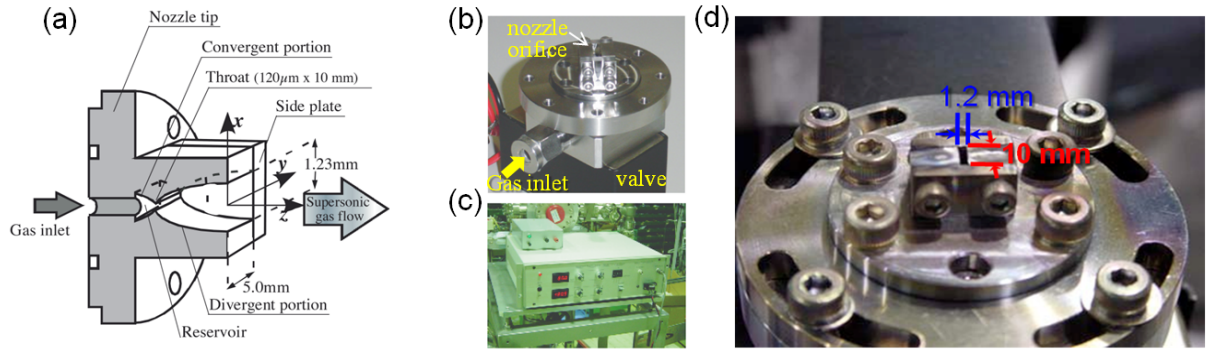 (a)
Nozzle tip
Convergent portion
Throat (120μm x 10 mm)
Side plate
x
y
z
1.23mm
Gas inlet
Supersonic
gas flow
5.0mm
Divergent portion
Reservoir
(b)
nozzle
orifice
Gas inlet
valve
(c)
(d)
1.2 mm
10 mm